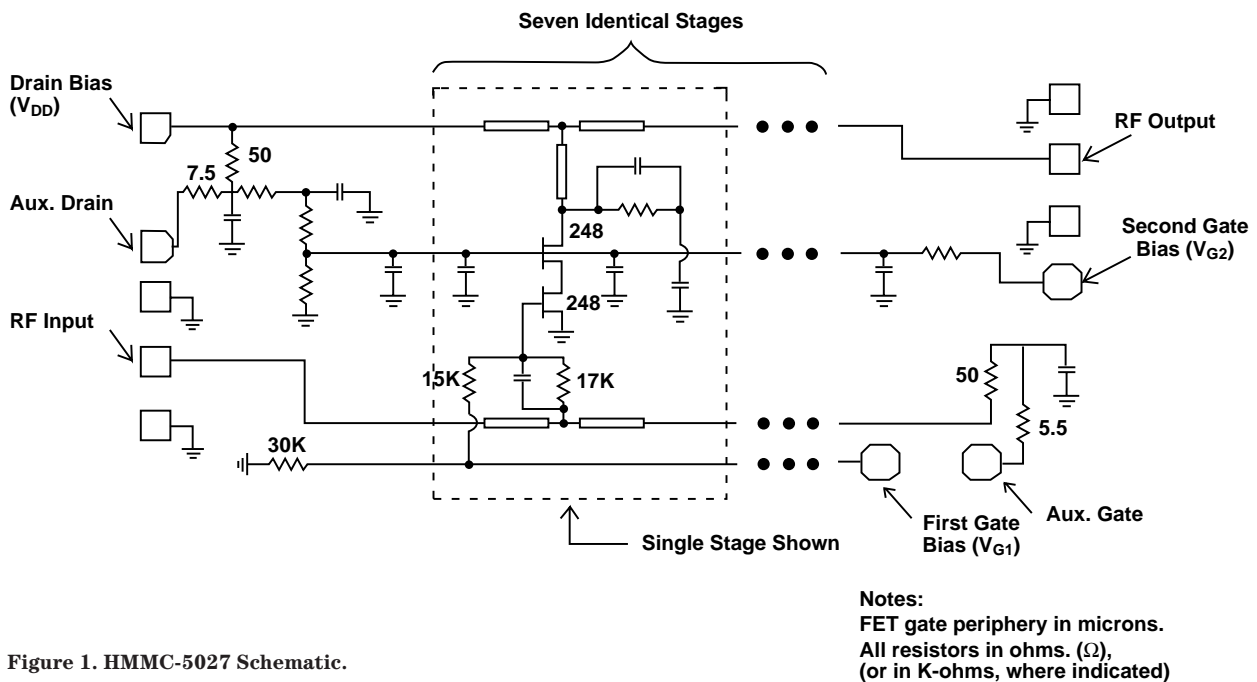 Seven Identical Stages
Drain Bias
(VDD)
50
7.5
Aux. Drain
RF Input
RF Output
248
Second Gate
Bias (VG2)
248
15K
17K
50
5.5
30K
First Gate
Bias (VG1)
Aux. Gate
Single Stage Shown
Notes:
FET gate periphery in microns.
All resistors in ohms. (Ω),
(or in K-ohms, where indicated)
Figure 1. HMMC-5027 Schematic.